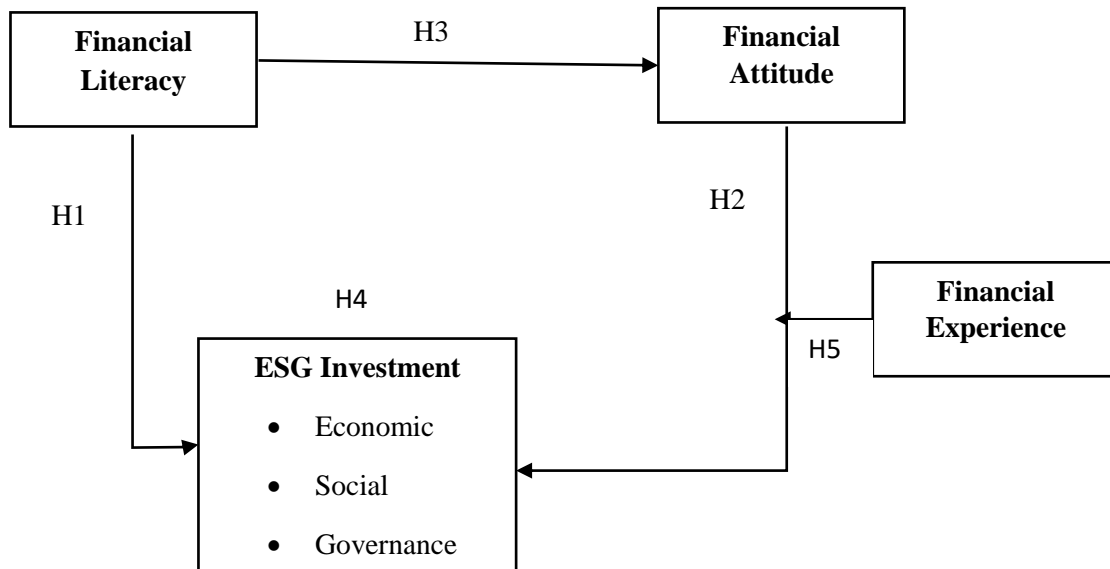 Financial
Literacy
H3
Financial
Attitude
H1
H2
H4
Financial
Experience
H5
ESG Investment
• Economic
• Social
• Governance